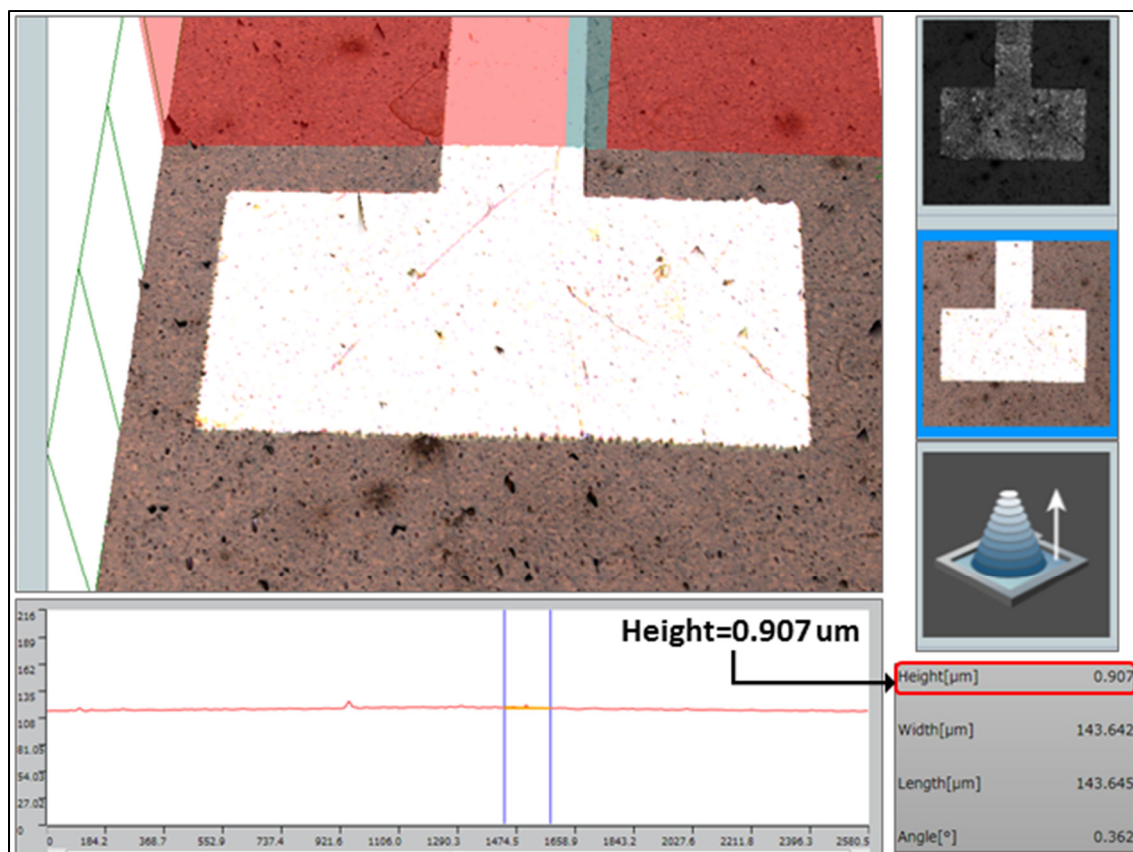 Height=0.907 um
216
189
162
135
108
81.05
54.03
27.02
0
0 184.2 368.7 552.9 737.4 921.6 1106.0 1290.3 1474.5 1658.9 1843.2 2027.6 2211.8 2396.3 2580.5
Height[µm] 0.907
Width[µm] 143.642
Length[µm] 143.645
Angle[°] 0.362